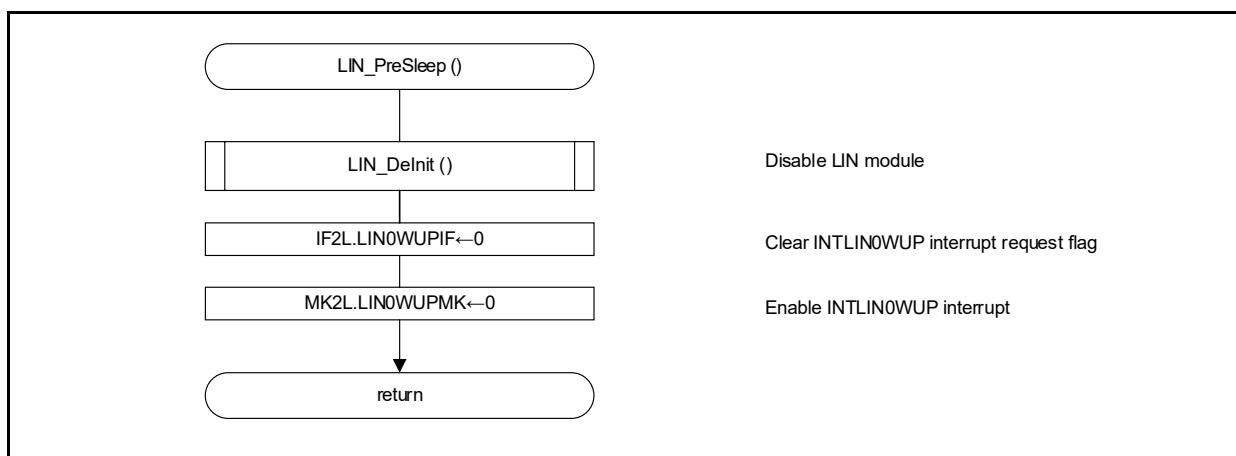 LIN_PreSleep ()
LIN_DeInit ()
Disable LIN module
IF2L.LIN0WUPIF←0
Clear INTLIN0WUP interrupt request flag
MK2L.LIN0WUPMK←0
Enable INTLIN0WUP interrupt
return